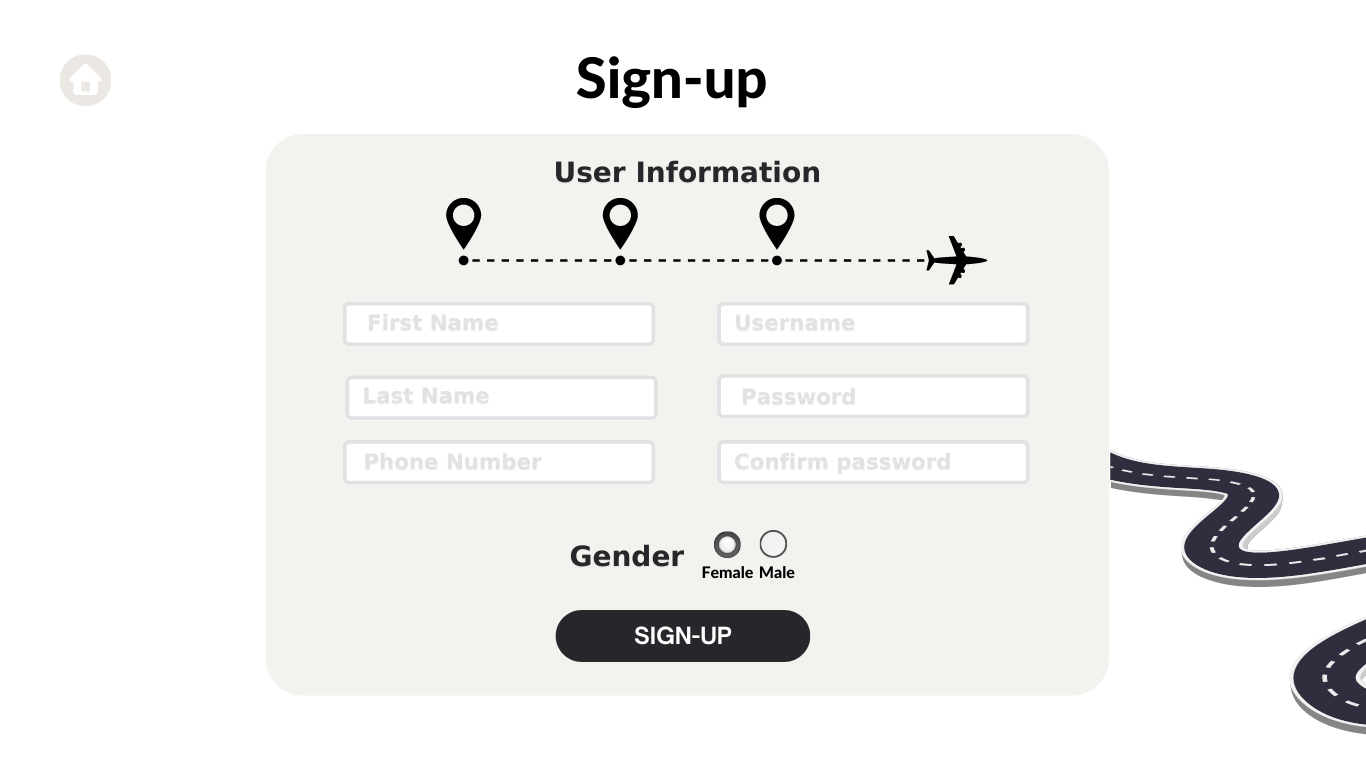 Sign-up
User Information
First Name
Username
Last Name
Password
Phone Number
Confirm password
Gender
Female Male
SIGN-UP